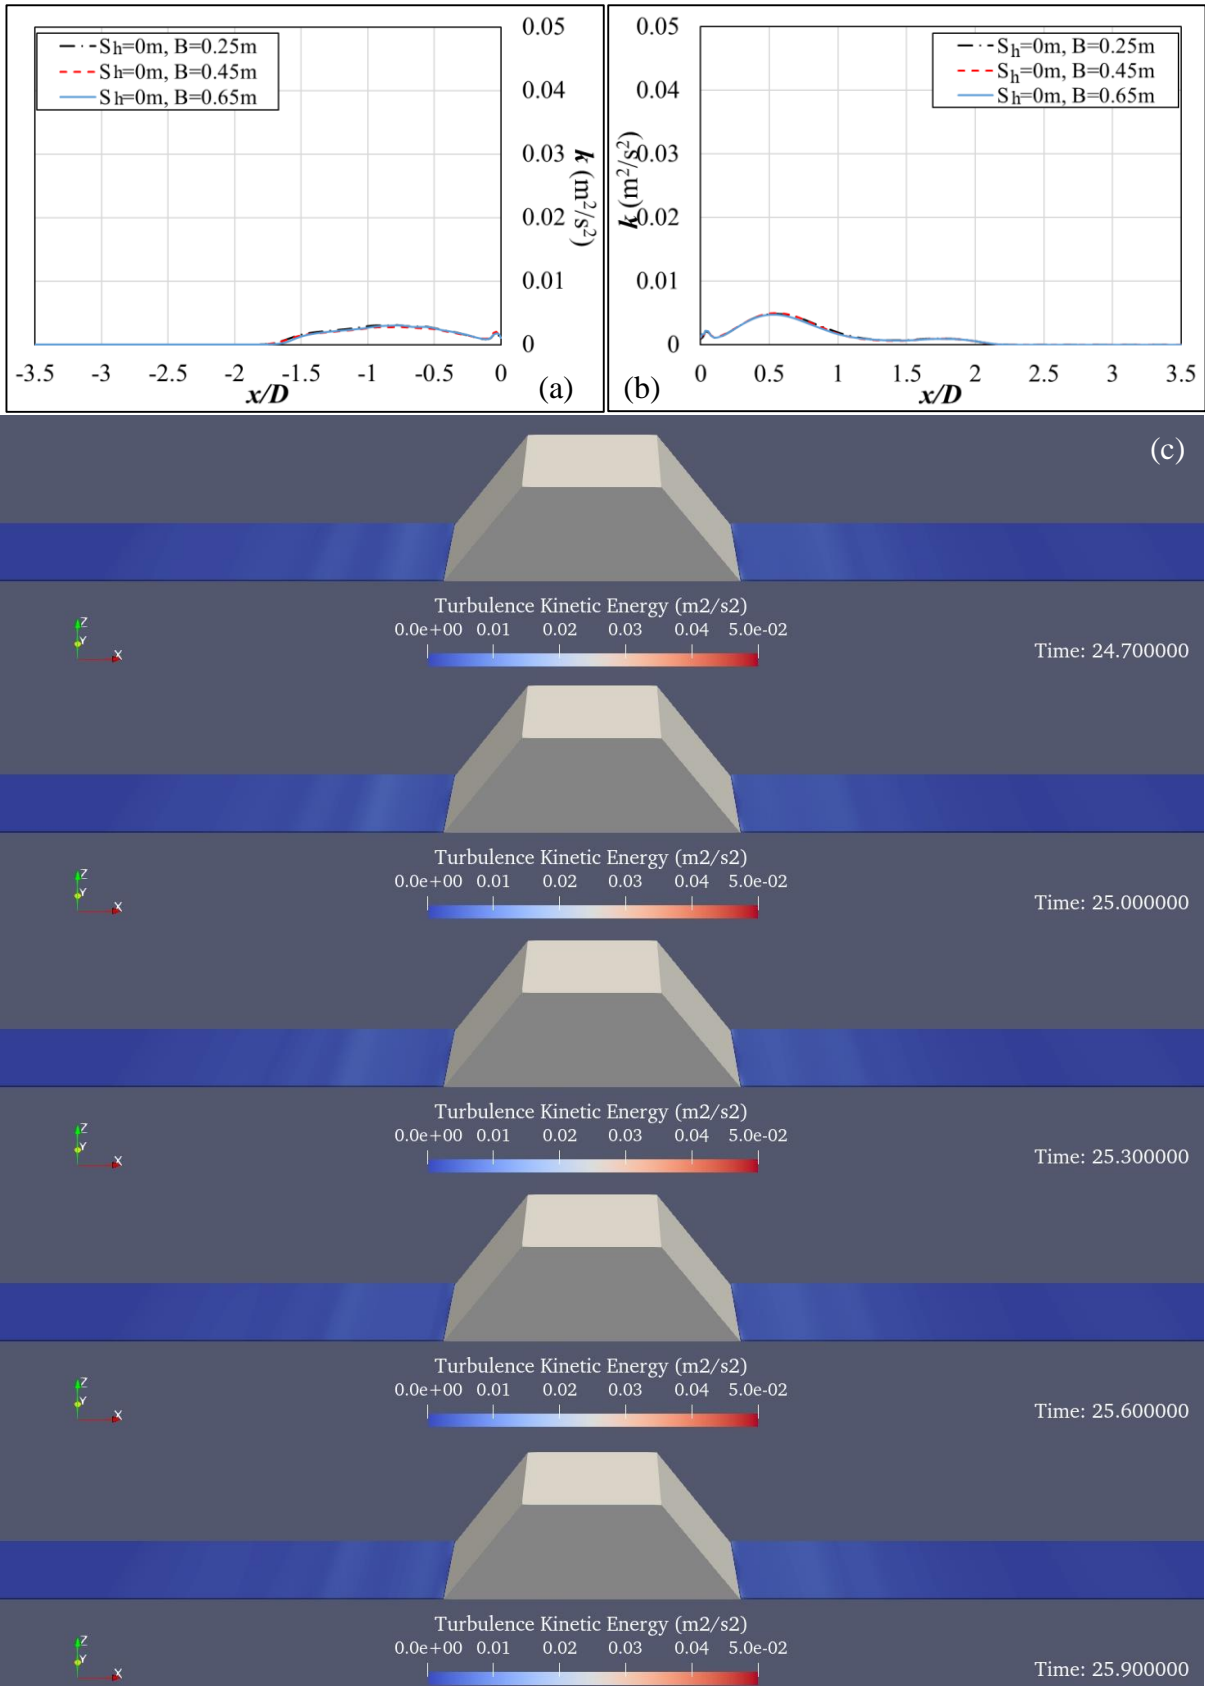 0.05
0.04
0.03
0.02
0.01
0
k (m²/s²)
S_h=0m, B=0.25m
S_h=0m, B=0.45m
S_h=0m, B=0.65m
-3.5 -3 -2.5 -2 -1.5 -1 -0.5 0
x/D
(a)
0.05
0.04
0.03
0.02
0.01
0
k (m²/s²)
S_h=0m, B=0.25m
S_h=0m, B=0.45m
S_h=0m, B=0.65m
0 0.5 1 1.5 2 2.5 3 3.5
x/D
(b)
(c)
Turbulence Kinetic Energy (m2/s2)
0.0e+00 0.01 0.02 0.03 0.04 5.0e-02
Z
Y
X
Time: 24.700000
Turbulence Kinetic Energy (m2/s2)
0.0e+00 0.01 0.02 0.03 0.04 5.0e-02
Z
Y
X
Time: 25.000000
Turbulence Kinetic Energy (m2/s2)
0.0e+00 0.01 0.02 0.03 0.04 5.0e-02
Z
Y
X
Time: 25.300000
Turbulence Kinetic Energy (m2/s2)
0.0e+00 0.01 0.02 0.03 0.04 5.0e-02
Z
Y
X
Time: 25.600000
Turbulence Kinetic Energy (m2/s2)
0.0e+00 0.01 0.02 0.03 0.04 5.0e-02
Z
Y
X
Time: 25.900000